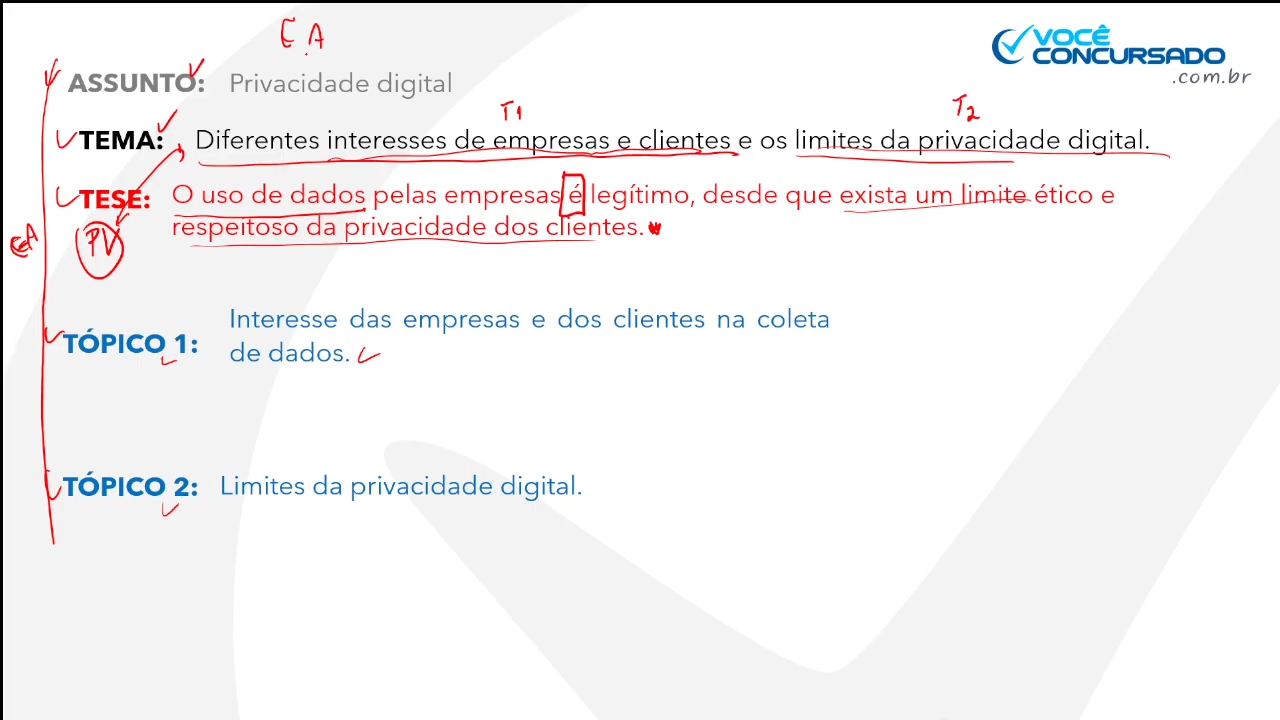 E A
VOCÊ
CONCURSADO
.com.br
ASSUNTO: Privacidade digital
T1 T2
TEMA: Diferentes interesses de empresas e clientes e os limites da privacidade digital.
TESE: O uso de dados pelas empresas é legítimo, desde que exista um limite ético e
respeitoso da privacidade dos clientes.
PV
TÓPICO 1: Interesse das empresas e dos clientes na coleta
de dados.
TÓPICO 2: Limites da privacidade digital.